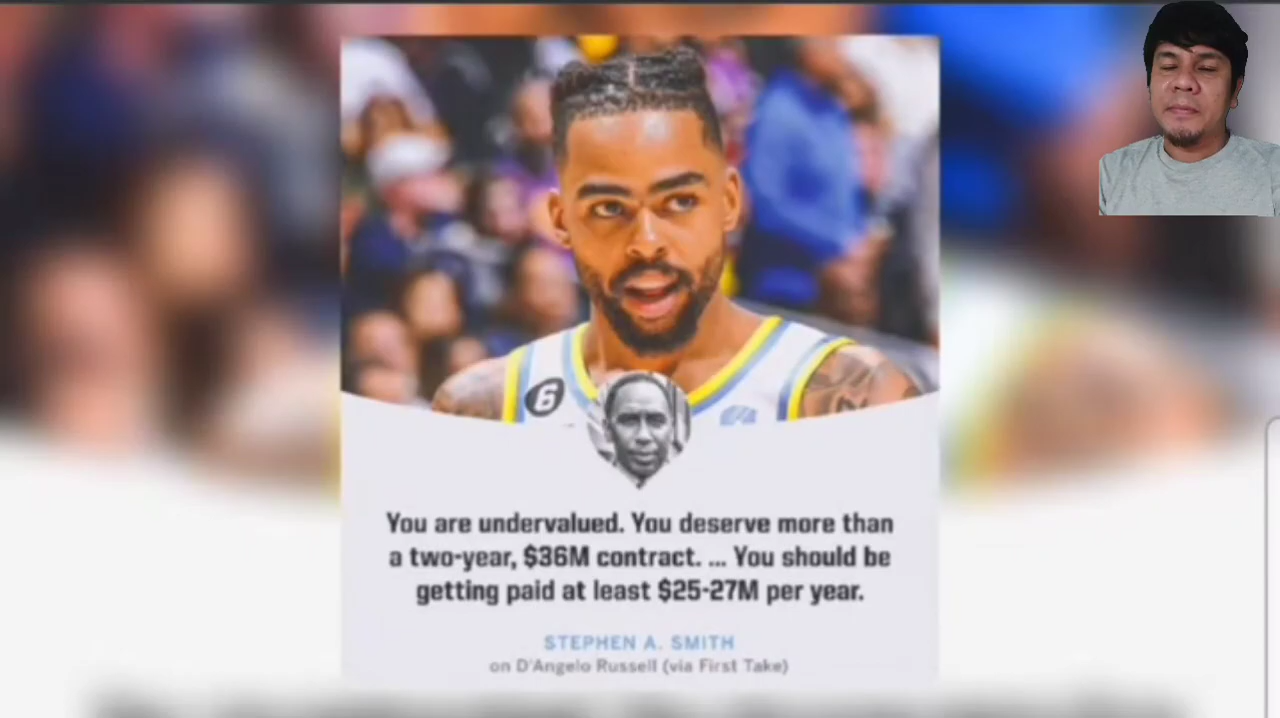 6
You are undervalued. You deserve more than
a two-year, $36M contract. ... You should be
getting paid at least $25-27M per year.
STEPHEN A. SMITH
on D'Angelo Russell (via First Take)